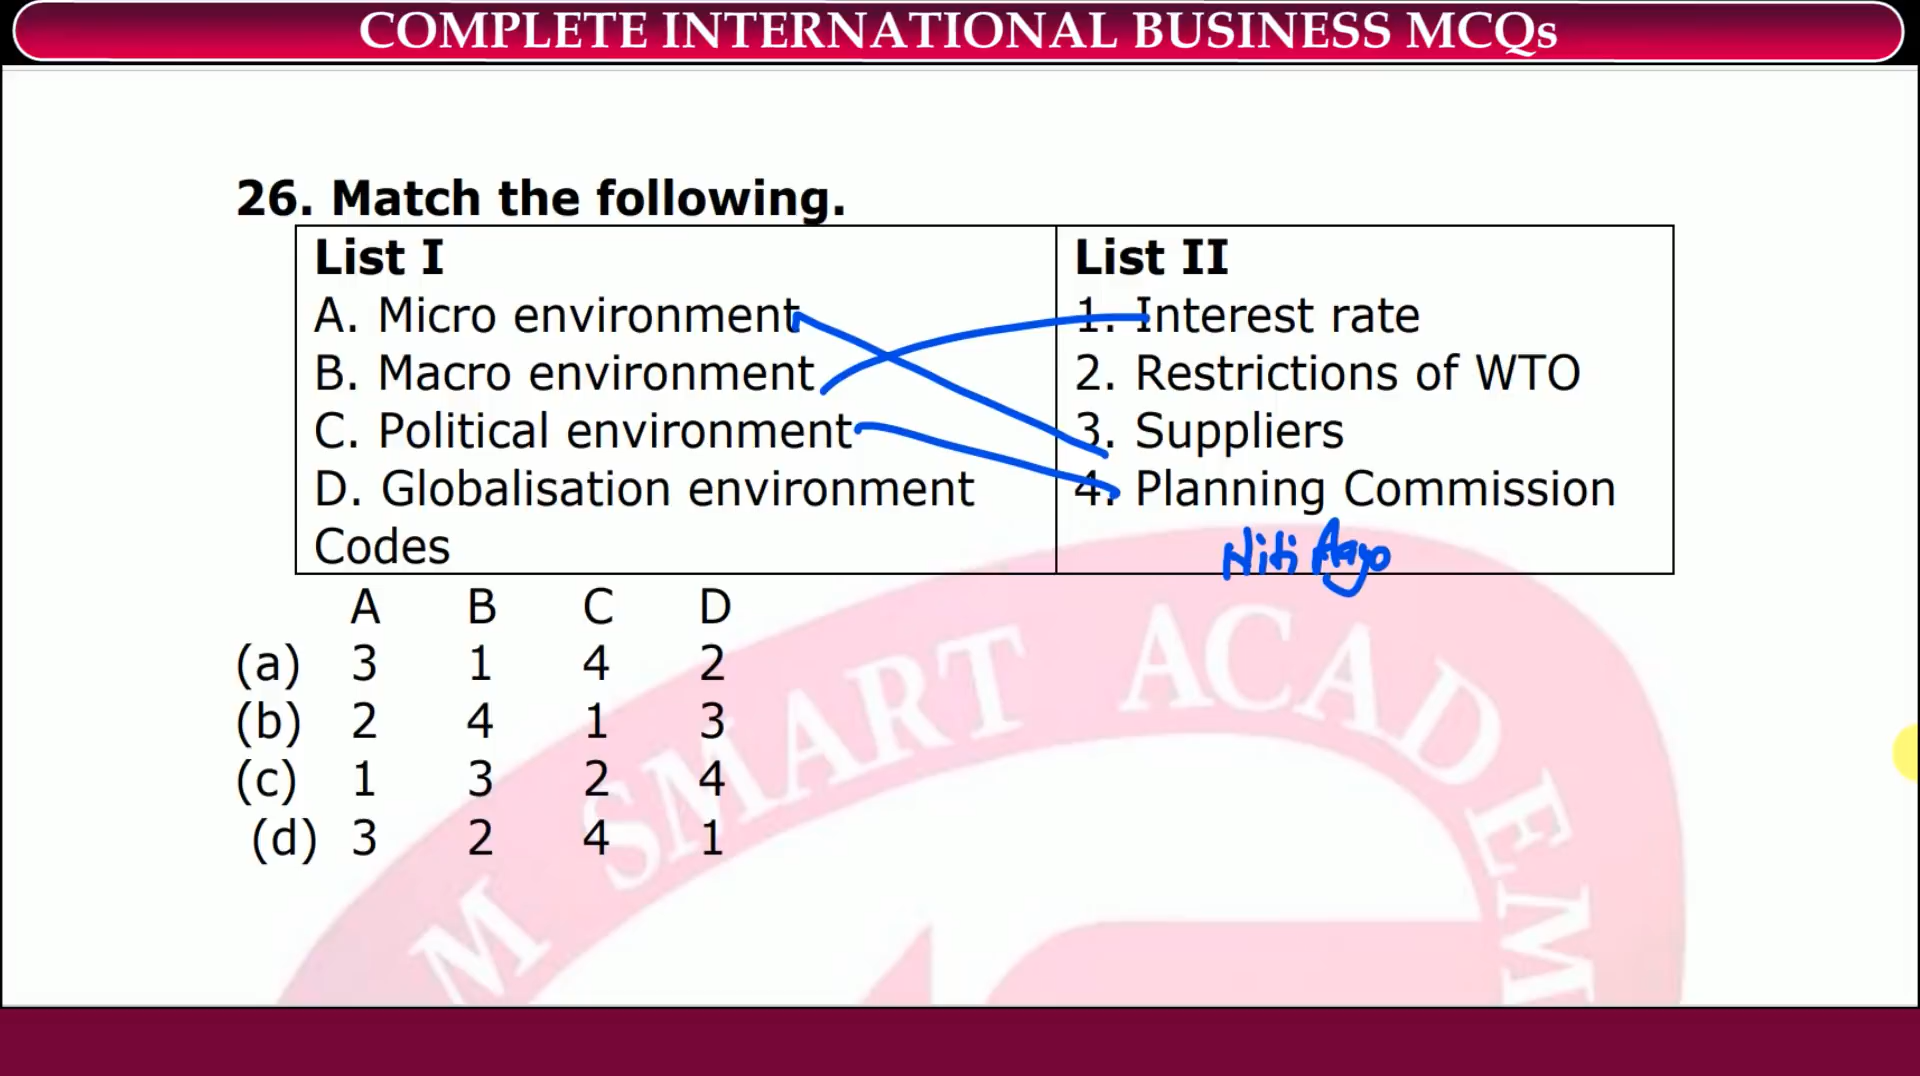 COMPLETE INTERNATIONAL BUSINESS MCQs
26. Match the following.
List I
A. Micro environment
B. Macro environment
C. Political environment
D. Globalisation environment
Codes
List II
1. Interest rate
2. Restrictions of WTO
3. Suppliers
4. Planning Commission
Niti Aayo
A B C D
(a) 3 1 4 2
(b) 2 4 1 3
(c) 1 3 2 4
(d) 3 2 4 1
M SMART ACADEM